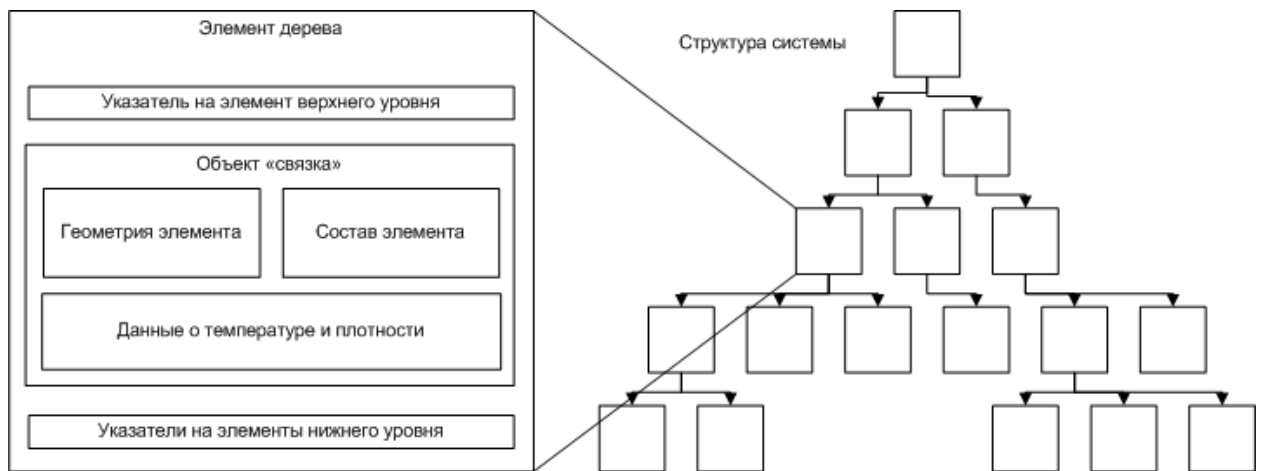 Элемент дерева
Указатель на элемент верхнего уровня
Объект «связка»
Геометрия элемента
Состав элемента
Данные о температуре и плотности
Указатели на элементы нижнего уровня
Структура системы